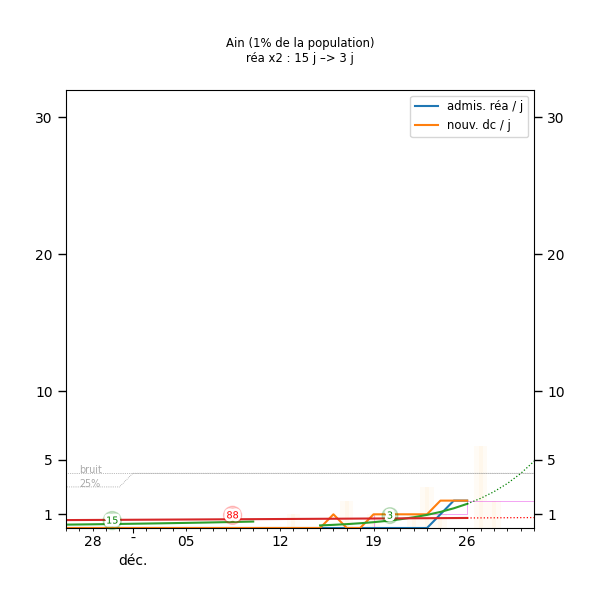 Ain (1% de la population)
réa x2 : 15 j –> 3 j
admis. réa / j
nouv. dc / j
30 30
20 20
10 10
5 5
bruit
25%
1 15 88 3 1
28 - 05 12 19 26
déc.